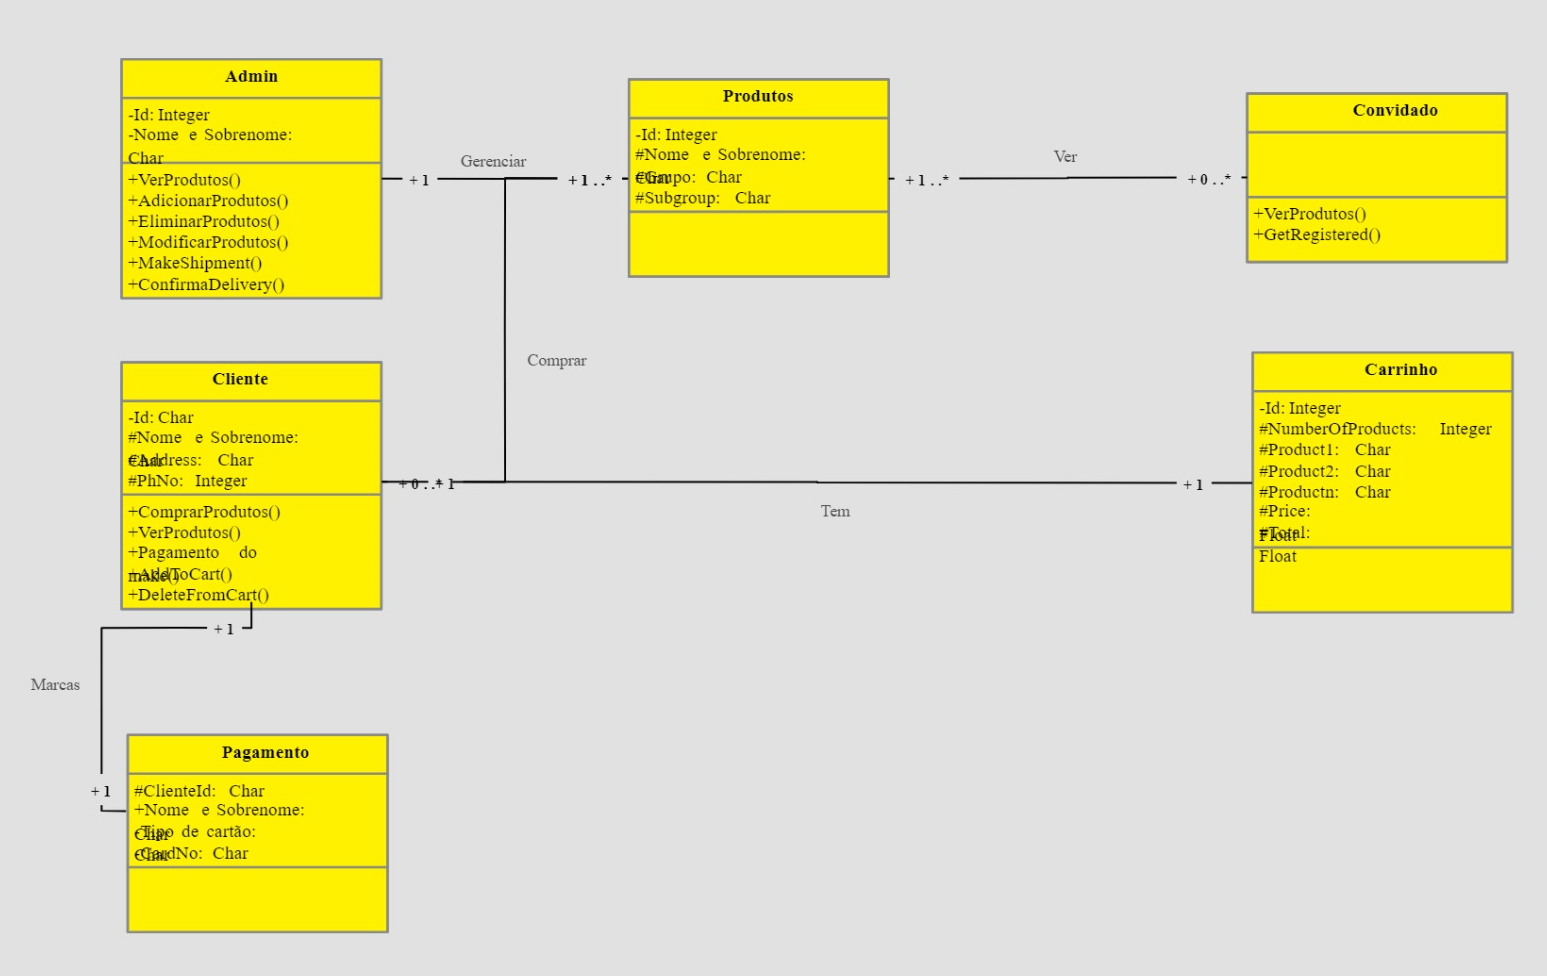 Admin
-Id: Integer
-Nome e Sobrenome:
Char
+VerProdutos()
+AdicionarProdutos()
+EliminarProdutos()
+ModificarProdutos()
+MakeShipment()
+ConfirmaDelivery()
+ 1
Gerenciar
+ 1 ..*
Produtos
-Id: Integer
#Nome e Sobrenome:
Char
#Grupo: Char
#Subgroup: Char
+ 1 ..*
Ver
+ 0 ..*
Convidado
+VerProdutos()
+GetRegistered()
Comprar
Cliente
-Id: Char
#Nome e Sobrenome:
Char
#Address: Char
#PhNo: Integer
+ComprarProdutos()
+VerProdutos()
+Pagamento do
make()
+AddToCart()
+DeleteFromCart()
+ 0 ..*
+ 1
Tem
+ 1
Carrinho
-Id: Integer
#NumberOfProducts: Integer
#Product1: Char
#Product2: Char
#Productn: Char
#Price:
Float
#Total:
Float
+ 1
Marcas
+ 1
Pagamento
#ClienteId: Char
+Nome e Sobrenome:
Char
-Tipo de cartão:
Char
-CardNo: Char